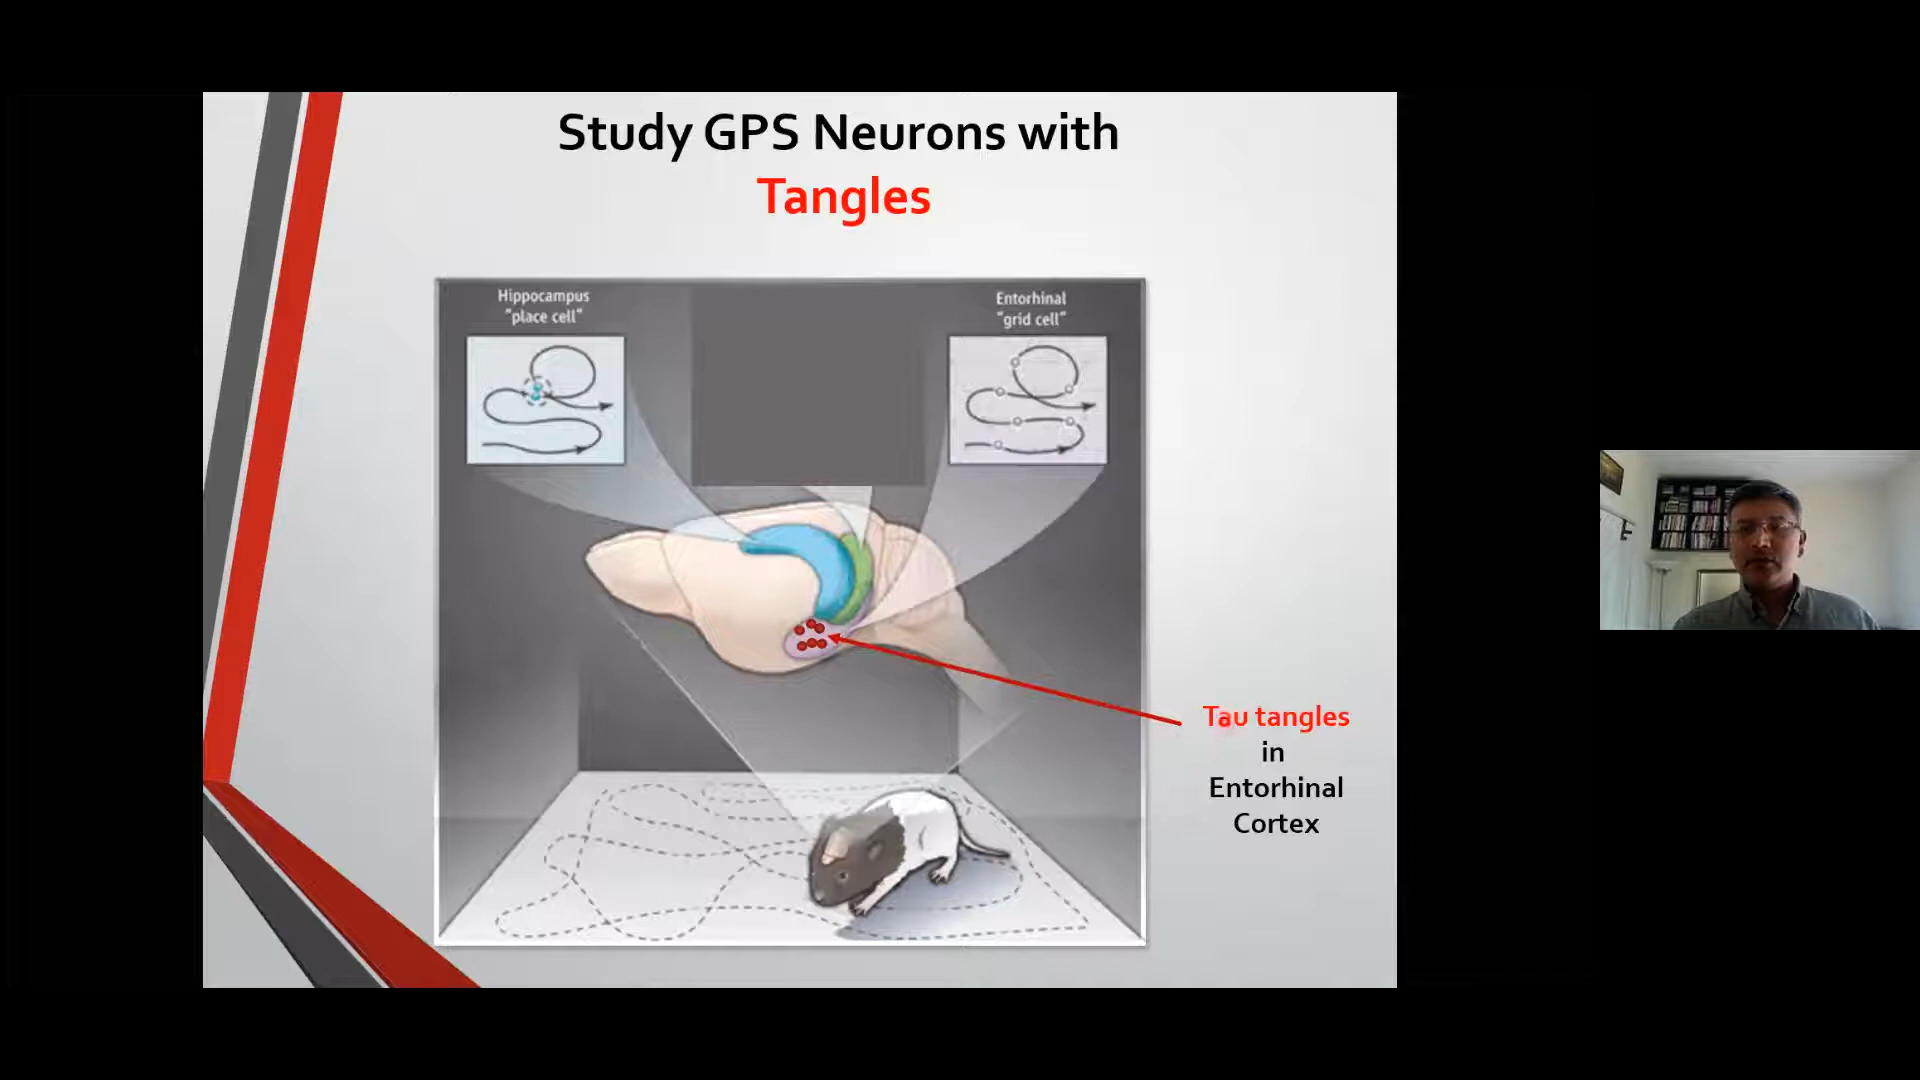 Study GPS Neurons with
Tangles
Hippocampus
"place cell"
Entorhinal
"grid cell"
Tau tangles
in
Entorhinal
Cortex